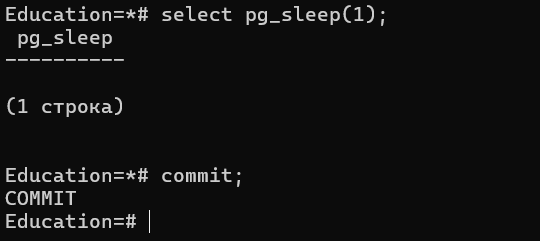 Education=*# select pg_sleep(1);
pg_sleep
----------
(1 строка)
Education=*# commit;
COMMIT
Education=#